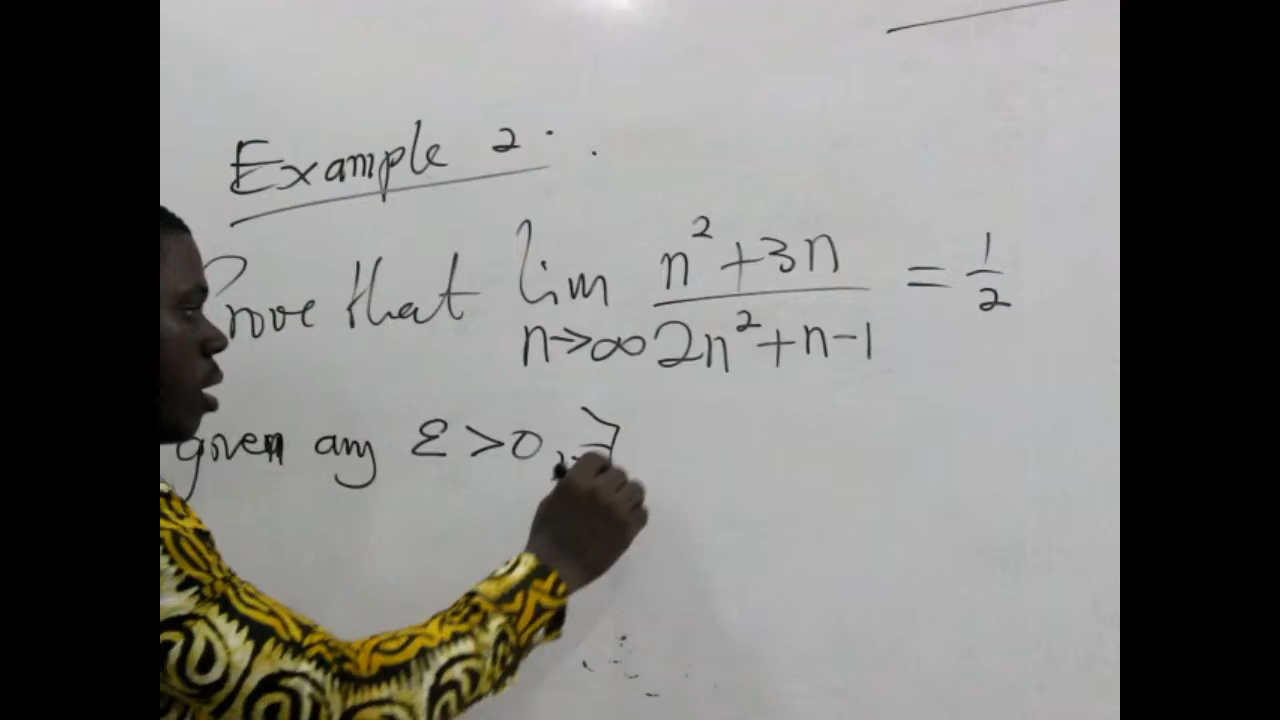 Example 2.
Prove that lim n→∞ (n²+3n)/(2n²+n-1) = 1/2
given any ε>0, ∃